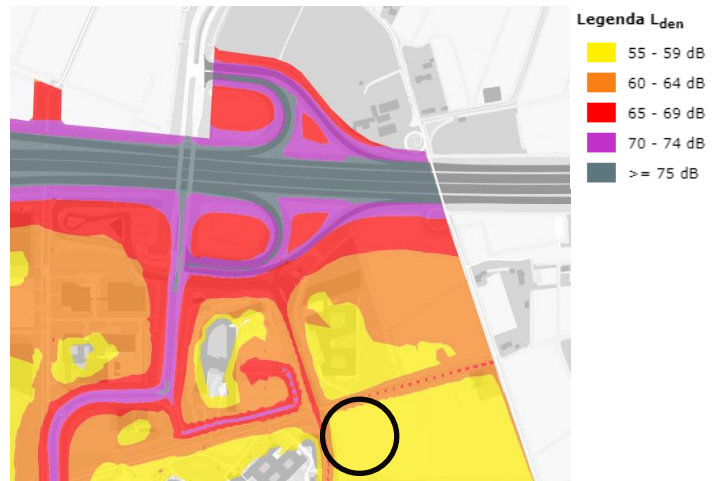 Legenda Lden
55 - 59 dB
60 - 64 dB
65 - 69 dB
70 - 74 dB
>= 75 dB